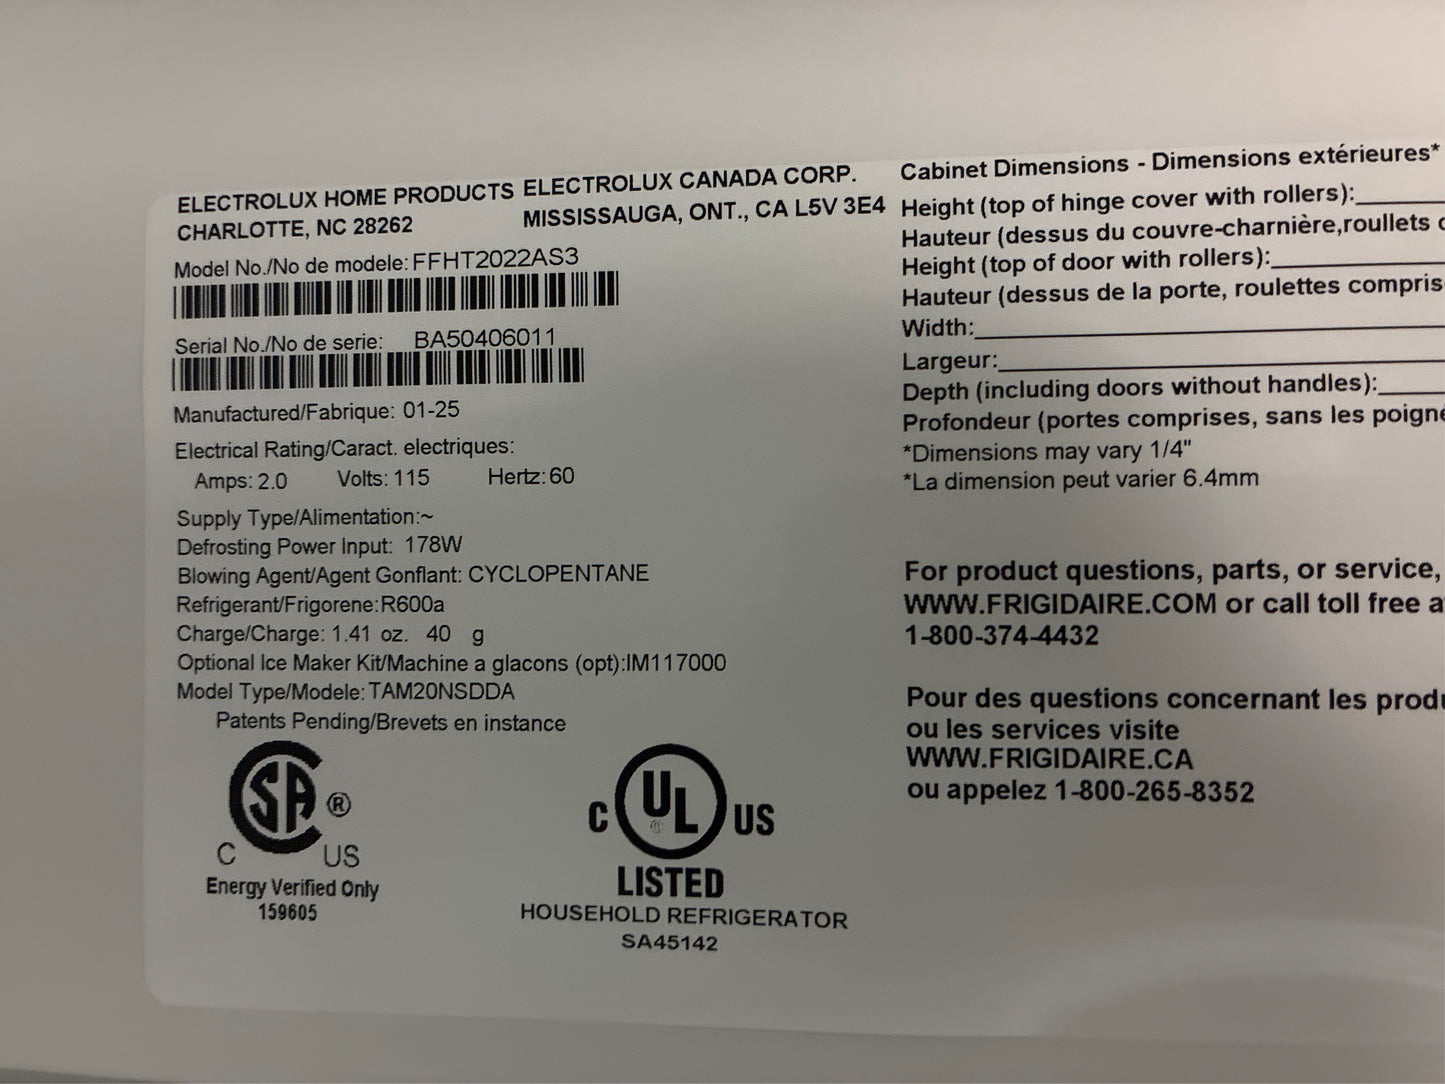 ELECTROLUX HOME PRODUCTS ELECTROLUX CANADA CORP.
CHARLOTTE, NC 28262 MISSISSAUGA, ONT., CA L5V 3E4
Model No./No de modele: FFHT2022AS3
Serial No./No de serie: BA50406011
Manufactured/Fabrique: 01-25
Electrical Rating/Caract. electriques:
Amps: 2.0 Volts: 115 Hertz: 60
Supply Type/Alimentation:~
Defrosting Power Input: 178W
Blowing Agent/Agent Gonflant: CYCLOPENTANE
Refrigerant/Frigorene:R600a
Charge/Charge: 1.41 oz. 40 g
Optional Ice Maker Kit/Machine a glacons (opt):IM117000
Model Type/Modele: TAM20NSDDA
Patents Pending/Brevets en instance
SA ®
C US
Energy Verified Only
159605
C UL US
LISTED
HOUSEHOLD REFRIGERATOR
SA45142
Cabinet Dimensions - Dimensions extérieures*
Height (top of hinge cover with rollers):
Hauteur (dessus du couvre-charnière,roullets
Height (top of door with rollers):
Hauteur (dessus de la porte, roulettes compris
Width:
Largeur:
Depth (including doors without handles):
Profondeur (portes comprises, sans les poigné
*Dimensions may vary 1/4"
*La dimension peut varier 6.4mm
For product questions, parts, or service,
WWW.FRIGIDAIRE.COM or call toll free a
1-800-374-4432
Pour des questions concernant les produ
ou les services visite
WWW.FRIGIDAIRE.CA
ou appelez 1-800-265-8352